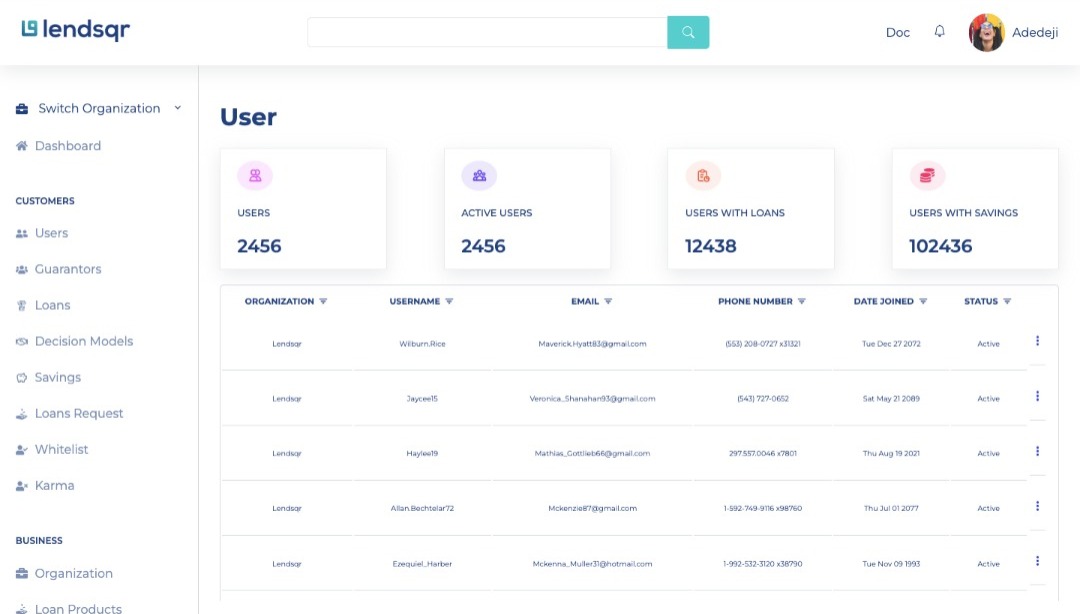 lendsqr
Doc
Adedeji
Switch Organization
Dashboard
CUSTOMERS
Users
Guarantors
Loans
Decision Models
Savings
Loans Request
Whitelist
Karma
BUSINESS
Organization
Loan Products
User
USERS
2456
ACTIVE USERS
2456
USERS WITH LOANS
12438
USERS WITH SAVINGS
102436
ORGANIZATION USERNAME EMAIL PHONE NUMBER DATE JOINED STATUS
Lendsqr Wilburn.Rice Maverick.Hyatt83@gmail.com (553) 208-0727 x31321 Tue Dec 27 2072 Active
Lendsqr Jaycee15 Veronica_Shanahan93@gmail.com (543) 727-0652 Sat May 21 2089 Active
Lendsqr Haylee19 Mathias_Gottlieb66@gmail.com 297.557.0046 x7801 Thu Aug 19 2021 Active
Lendsqr Allan.Bechtelar72 Mckenzie87@gmail.com 1-592-749-9116 x98760 Thu Jul 01 2077 Active
Lendsqr Ezequiel_Harber Mckenna_Muller31@hotmail.com 1-992-532-3120 x38790 Tue Nov 09 1993 Active